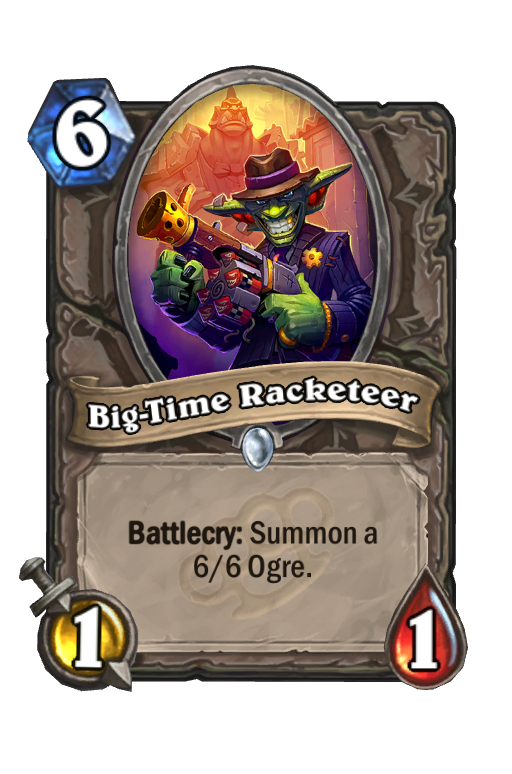 6
Big-Time Racketeer
Battlecry: Summon a
6/6 Ogre.
1
1